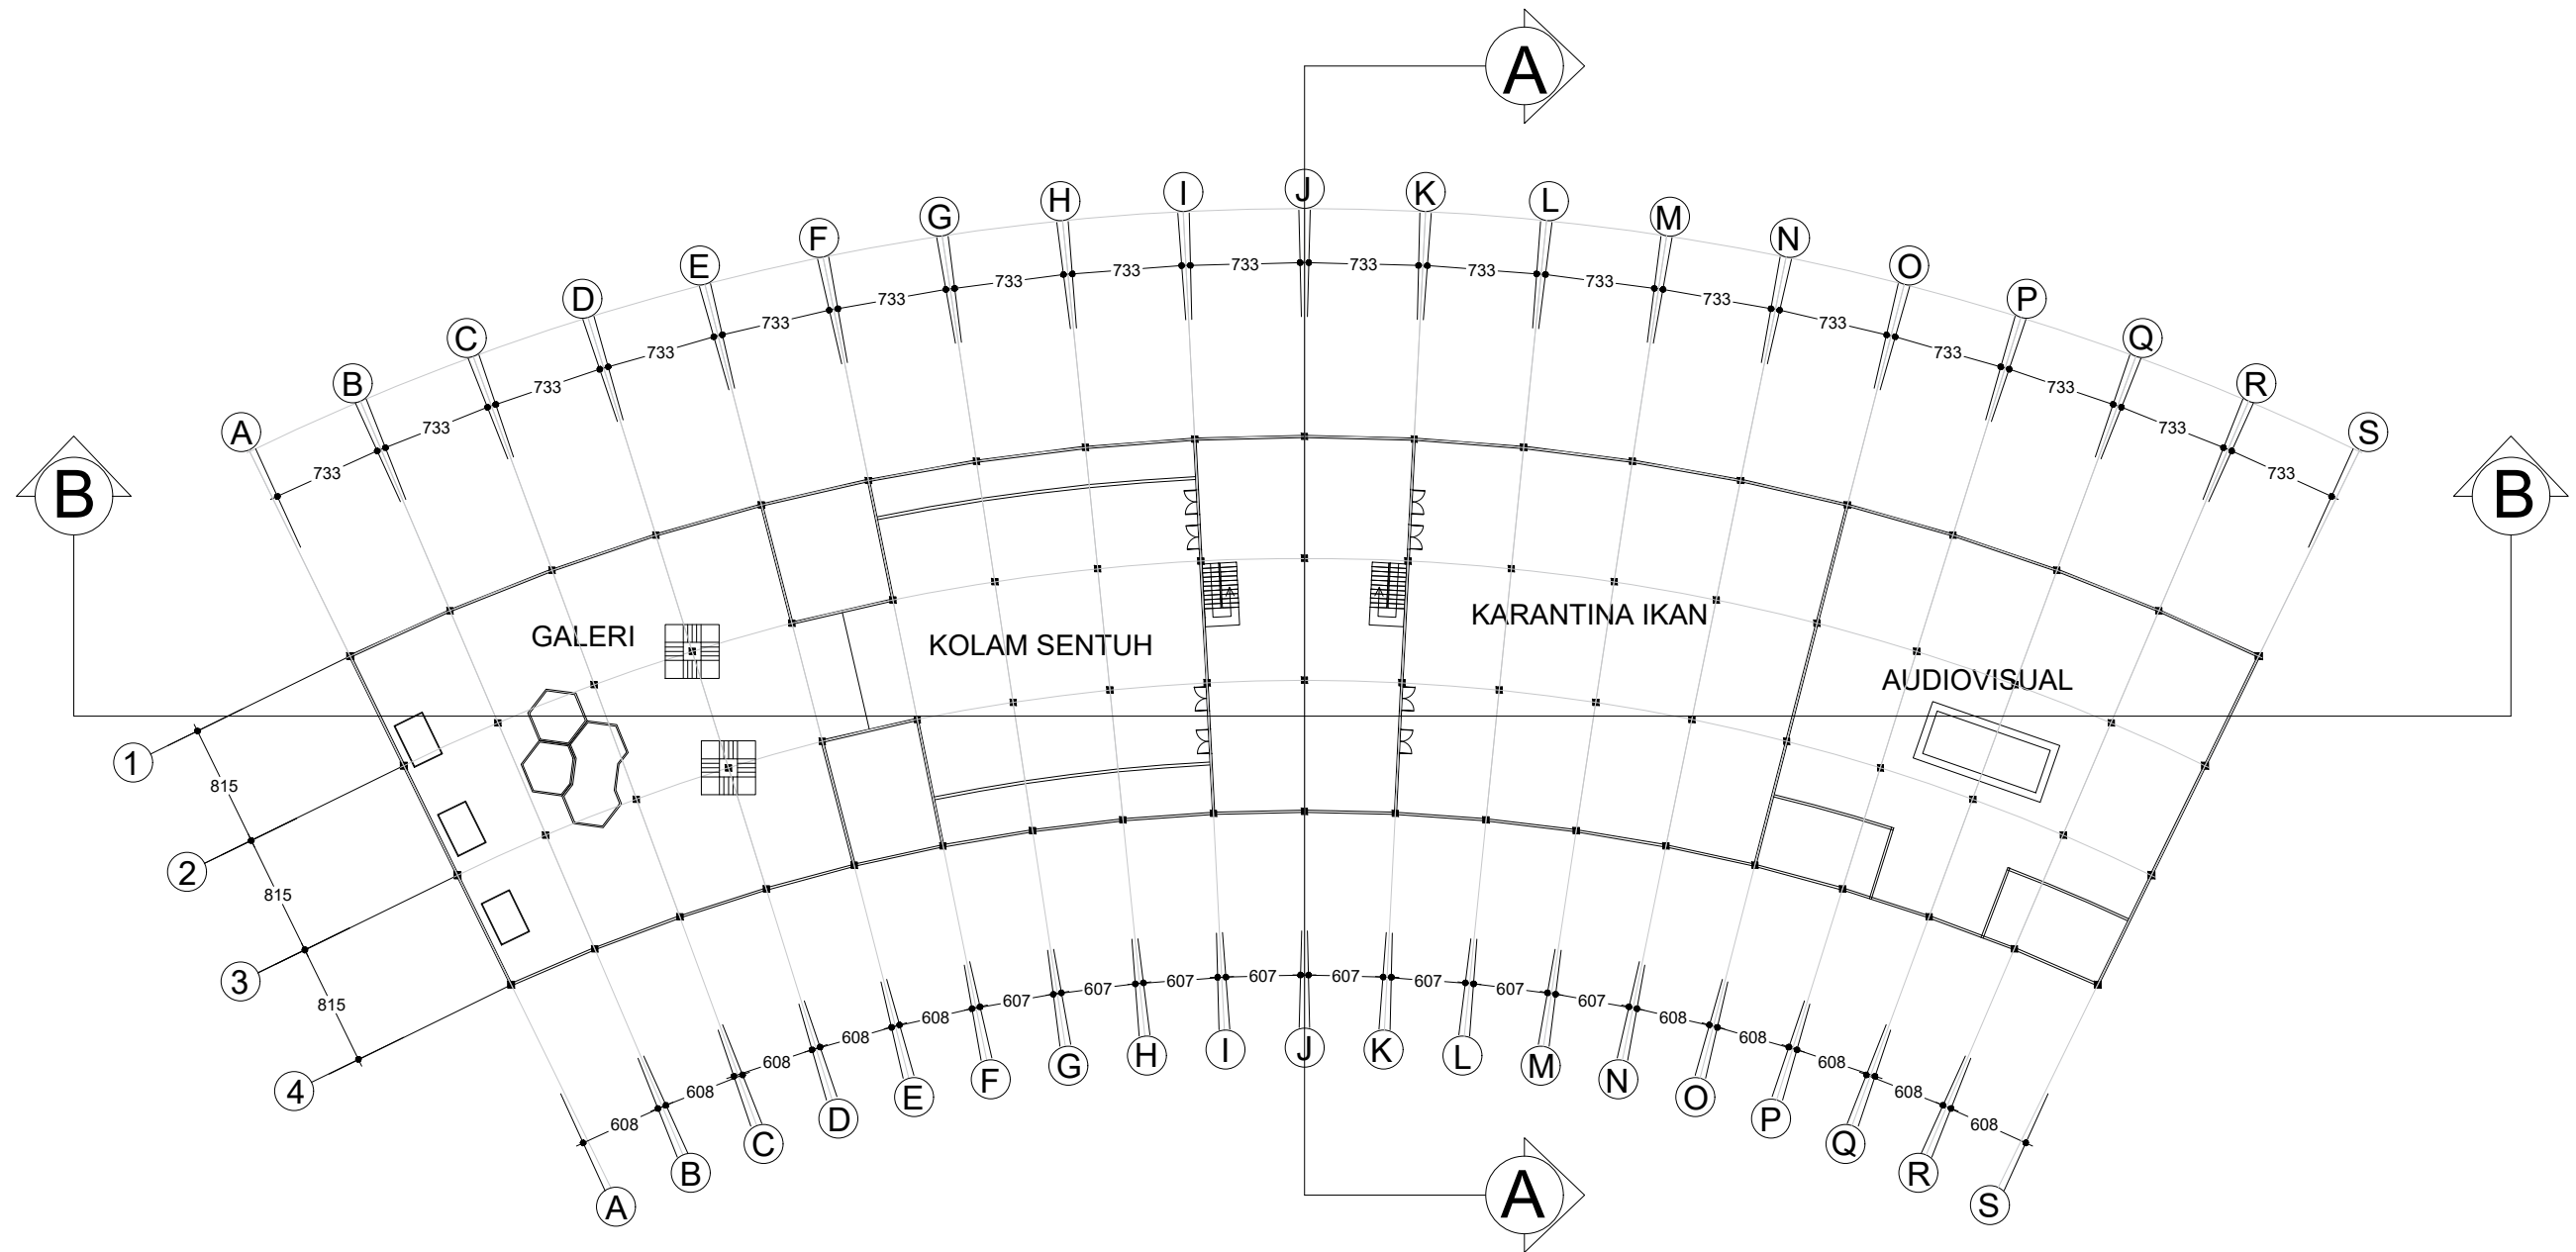 A
A B C D E F G H I J K L M N O P Q R S
733 733 733 733 733 733 733 733 733 733 733 733 733 733 733 733 733 733
B B
GALERI
KOLAM SENTUH
KARANTINA IKAN
AUDIOVISUAL
1
815
2
815
3
815
4
608 608 608 608 608 607 607 607 607 607 607 607 607 608 608 608 608 608
A B C D E F G H I J K L M N O P Q R S
A